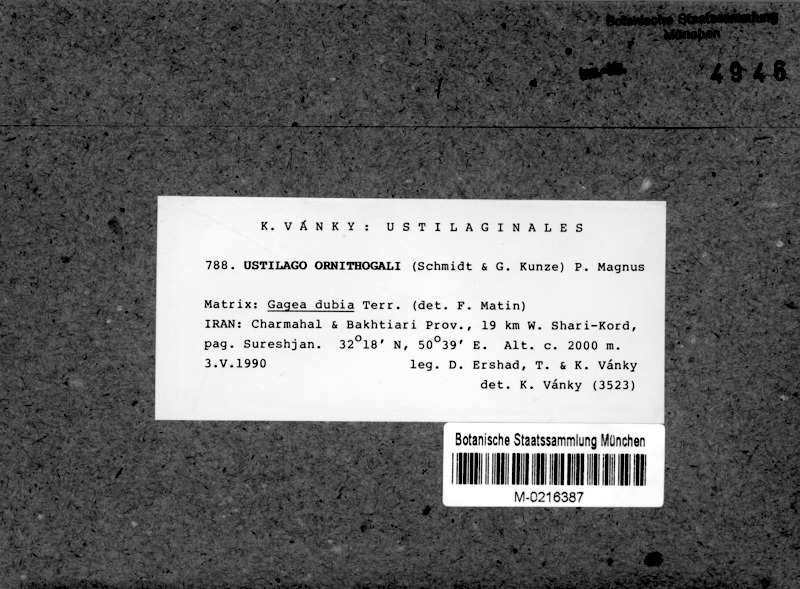 Botanische Staatssammlung
München
4946
K. VÁNKY: USTILAGINALES
788. USTILAGO ORNITHOGALI (Schmidt & G. Kunze) P. Magnus
Matrix: Gagea dubia Terr. (det. F. Matin)
IRAN: Charmahal & Bakhtiari Prov., 19 km W. Shari-Kord,
pag. Sureshjan. 32°18' N, 50°39' E. Alt. c. 2000 m.
3.V.1990 leg. D. Ershad, T. & K. Vánky
det. K. Vánky (3523)
Botanische Staatssammlung München
M-0216387